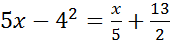 5x − 4² = x/5 + 13/2